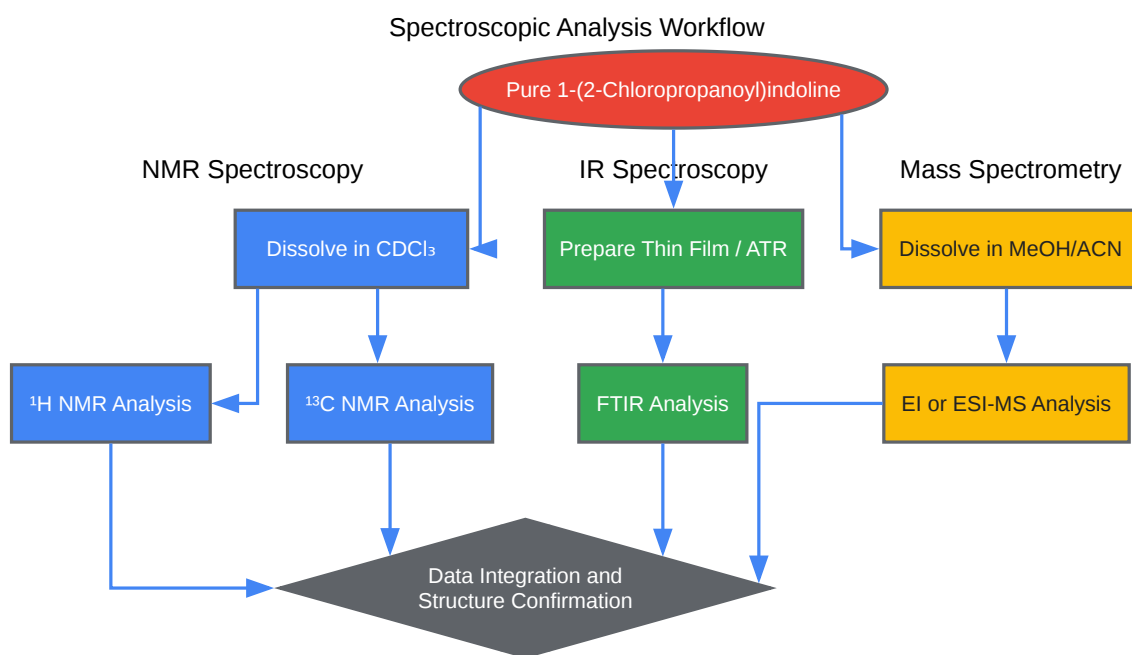 Spectroscopic Analysis Workflow
Pure 1-(2-Chloropropanoyl)indoline
NMR Spectroscopy
IR Spectroscopy
Mass Spectrometry
Dissolve in CDCl₃
Prepare Thin Film / ATR
Dissolve in MeOH/ACN
¹H NMR Analysis
¹³C NMR Analysis
FTIR Analysis
EI or ESI-MS Analysis
Data Integration and
Structure Confirmation